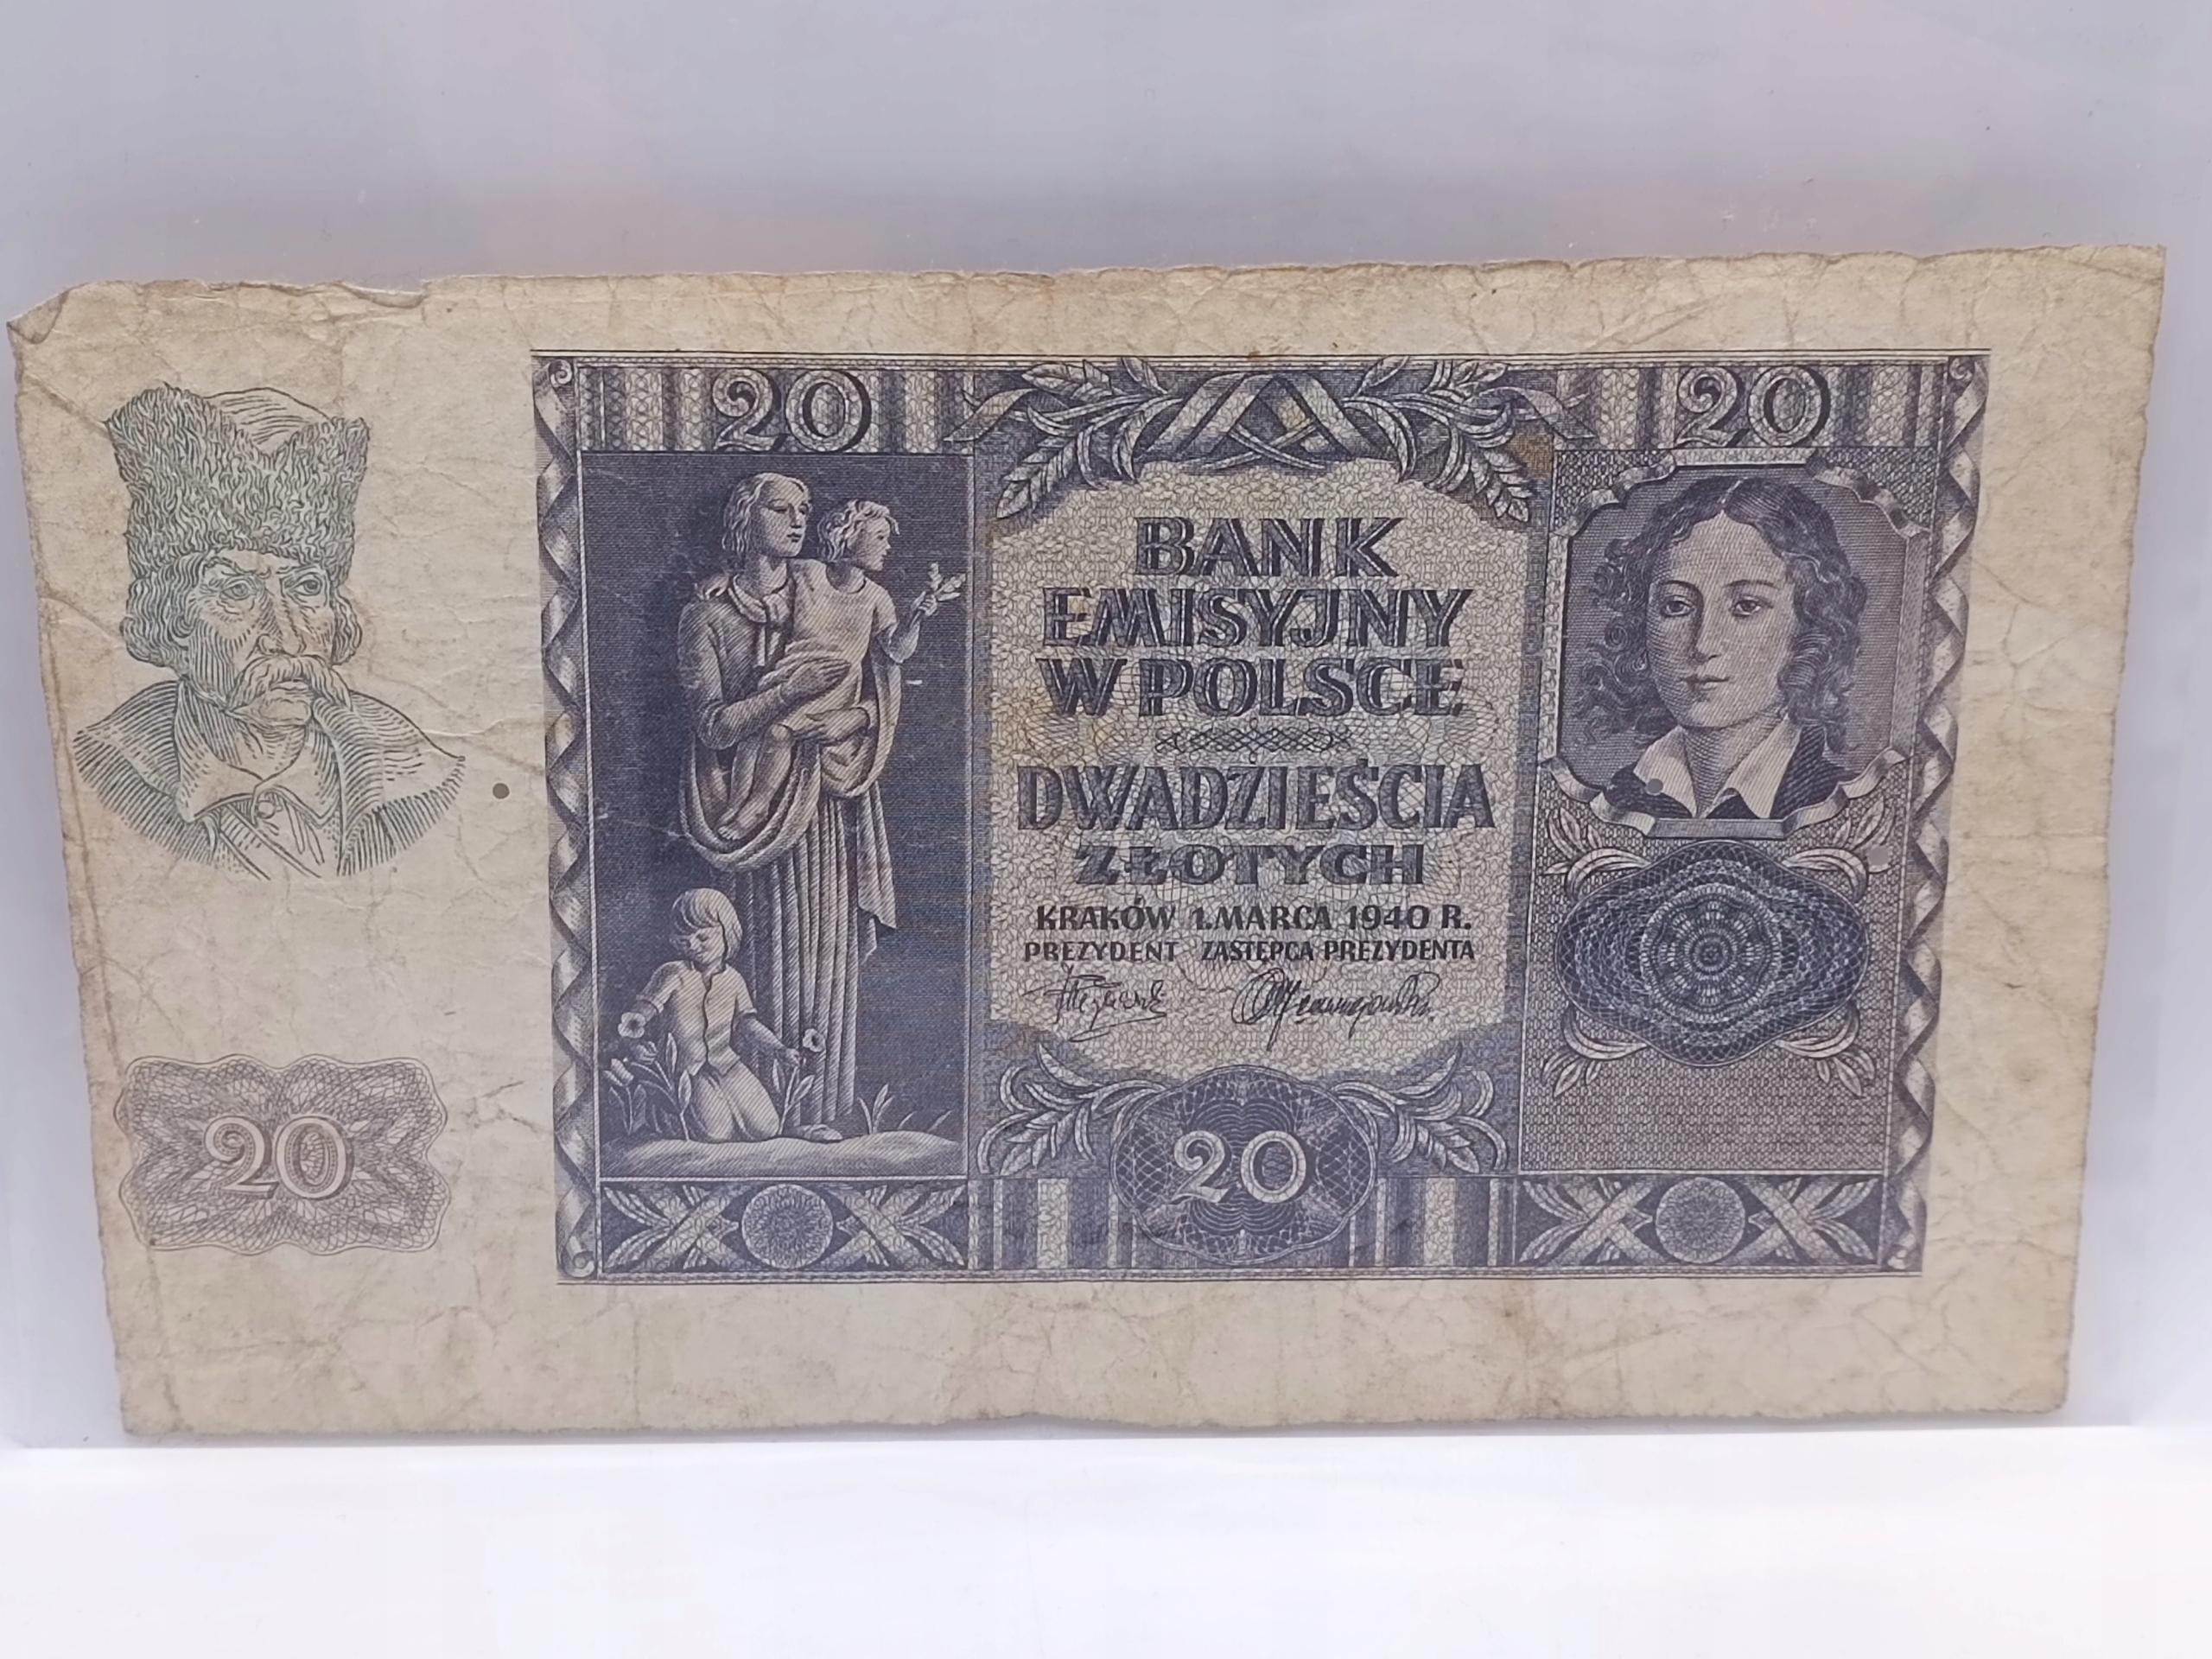 20
20
BANK
EMISYJNY
W POLSCE
DWADZIEŚCIA
ZŁOTYCH
KRAKÓW 1. MARCA 1940 R.
PREZYDENT ZASTĘPCA PREZYDENTA
20
20